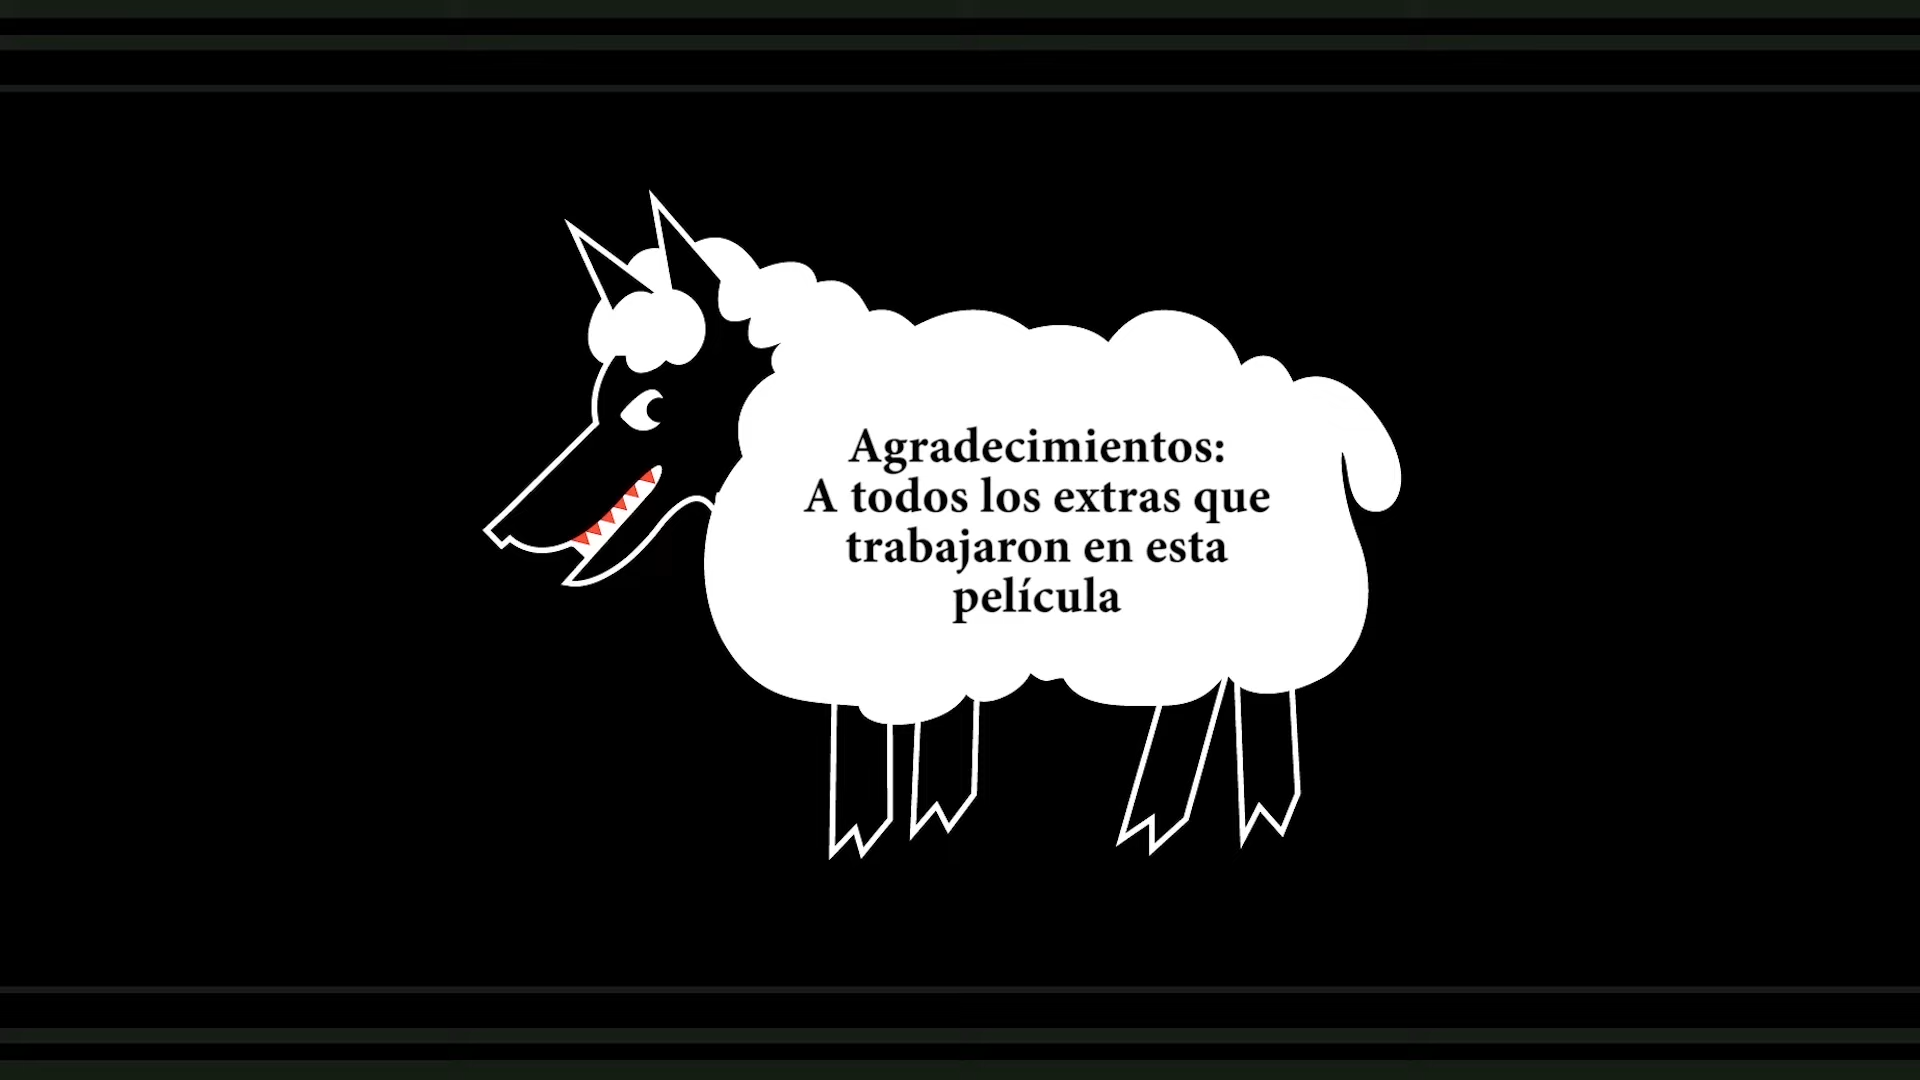 Agradecimientos:
A todos los extras que
trabajaron en esta
película